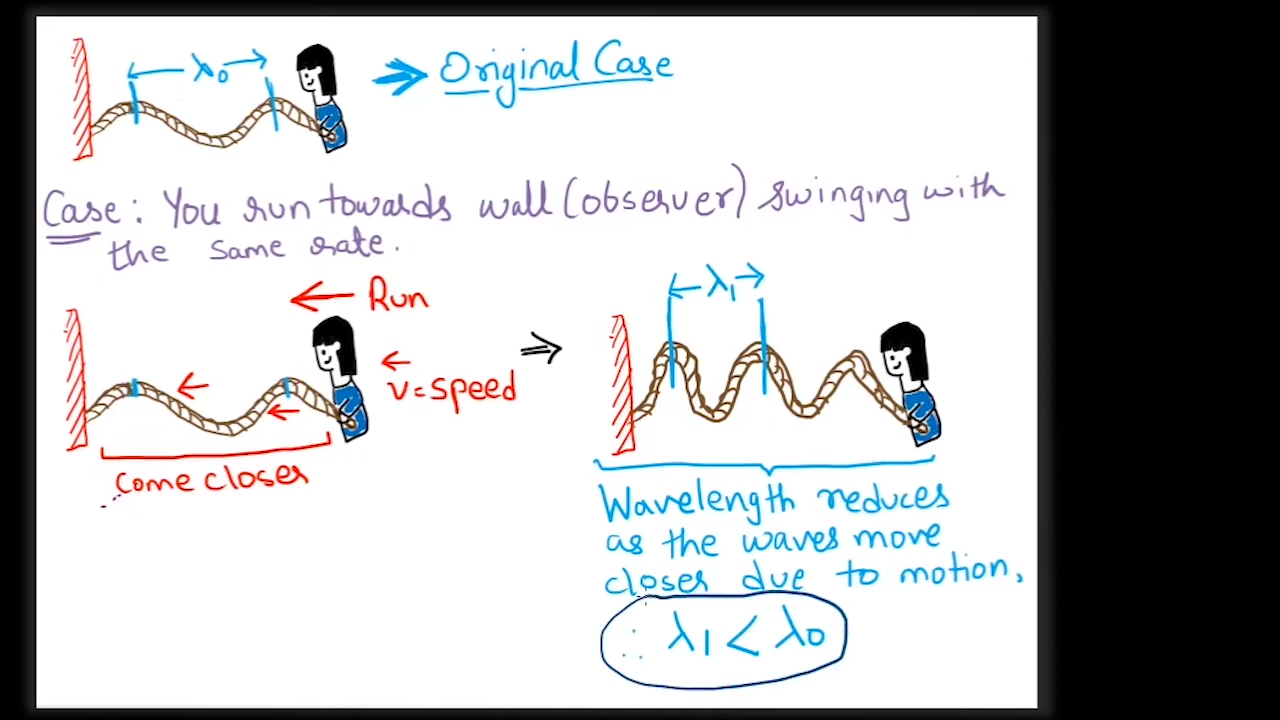 λ₀
Original Case
Case: You run towards wall (observer) swinging with
the same rate.
← Run
v = speed
come closer
⇒
λ₁
Wavelength reduces
as the waves move
closer due to motion.
∴ λ₁ < λ₀